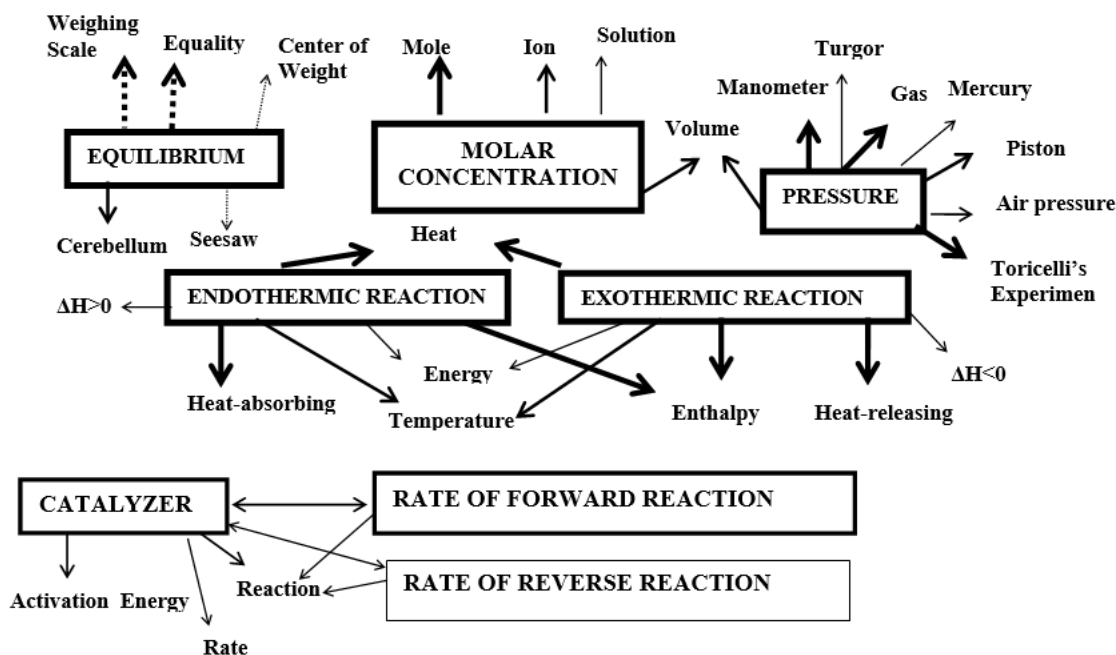 Weighing
Scale
Equality
Center of
Weight
Mole
Ion
Solution
Turgor
Manometer
Gas
Mercury
Volume
Piston
EQUILIBRIUM
MOLAR
CONCENTRATION
PRESSURE
Air pressure
Cerebellum
Seesaw
Heat
Toricelli's
Experimen
ΔH>0
ENDOTHERMIC REACTION
EXOTHERMIC REACTION
Energy
ΔH<0
Heat-absorbing
Temperature
Enthalpy
Heat-releasing
CATALYZER
RATE OF FORWARD REACTION
Reaction
RATE OF REVERSE REACTION
Activation Energy
Rate